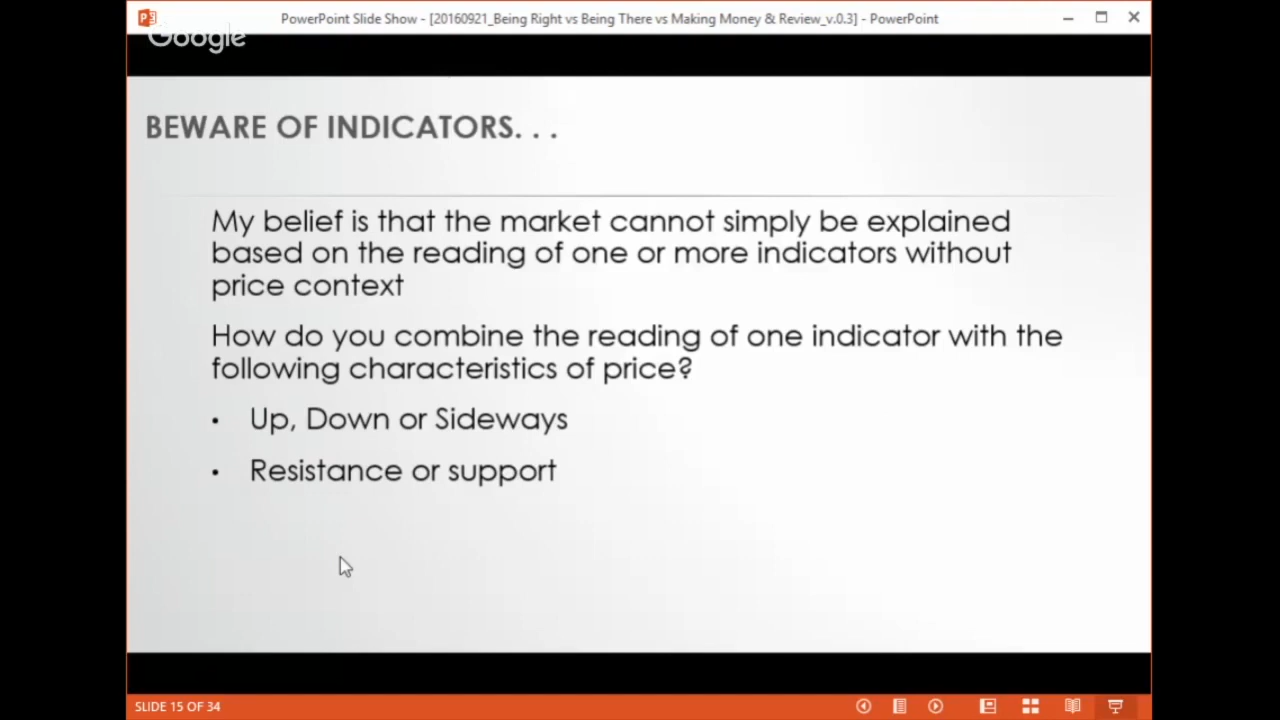 PowerPoint Slide Show - [20160921_Being Right vs Being There vs Making Money & Review_v.0.3] - PowerPoint
Google
BEWARE OF INDICATORS. . .
My belief is that the market cannot simply be explained
based on the reading of one or more indicators without
price context
How do you combine the reading of one indicator with the
following characteristics of price?
• Up, Down or Sideways
• Resistance or support
SLIDE 15 OF 34